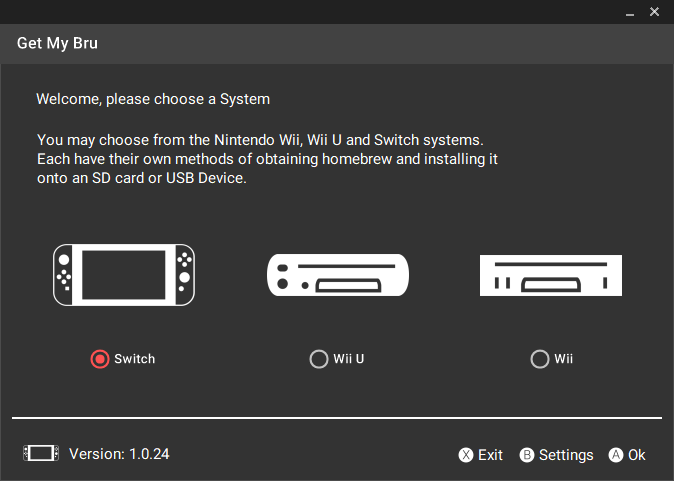 Get My Bru
Welcome, please choose a System
You may choose from the Nintendo Wii, Wii U and Switch systems.
Each have their own methods of obtaining homebrew and installing it
onto an SD card or USB Device.
Switch Wii U Wii
Version: 1.0.24 X Exit B Settings A Ok